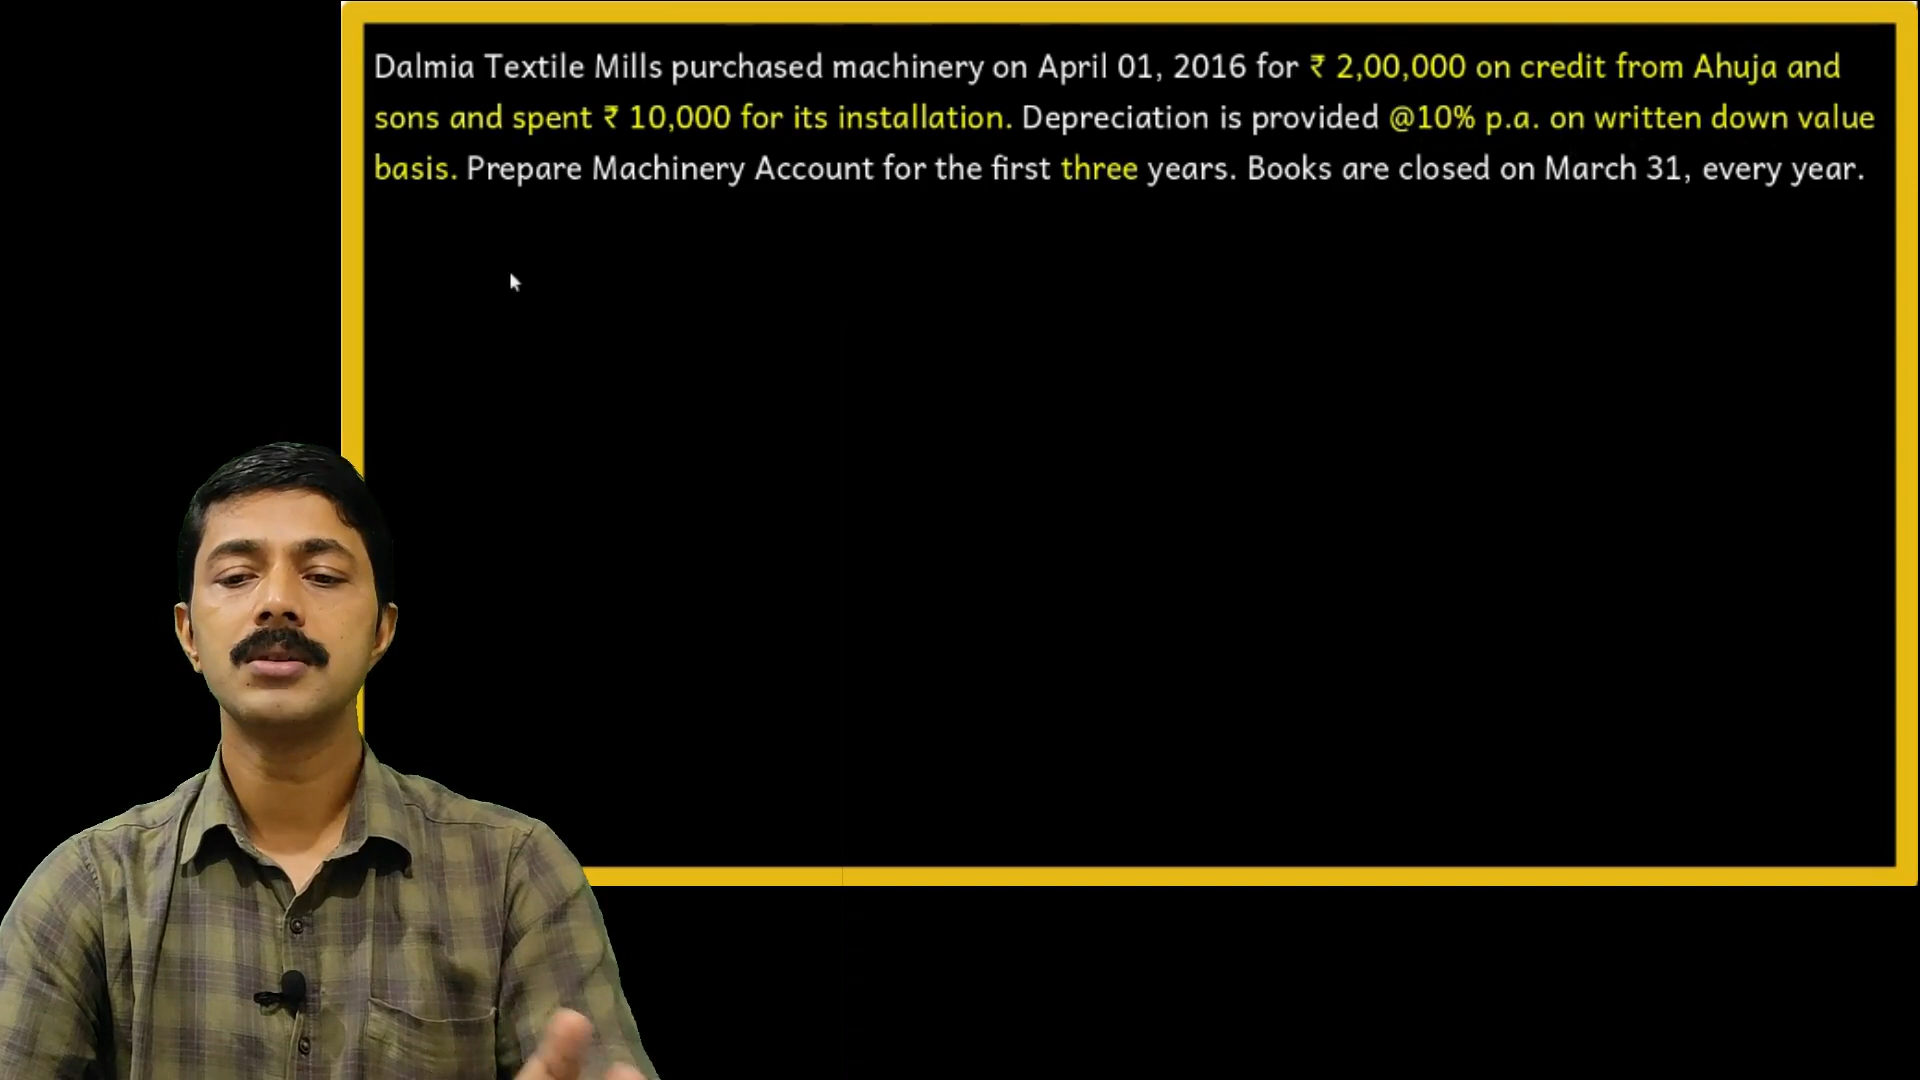 Dalmia Textile Mills purchased machinery on April 01, 2016 for ₹ 2,00,000 on credit from Ahuja and
sons and spent ₹ 10,000 for its installation. Depreciation is provided @10% p.a. on written down value
basis. Prepare Machinery Account for the first three years. Books are closed on March 31, every year.